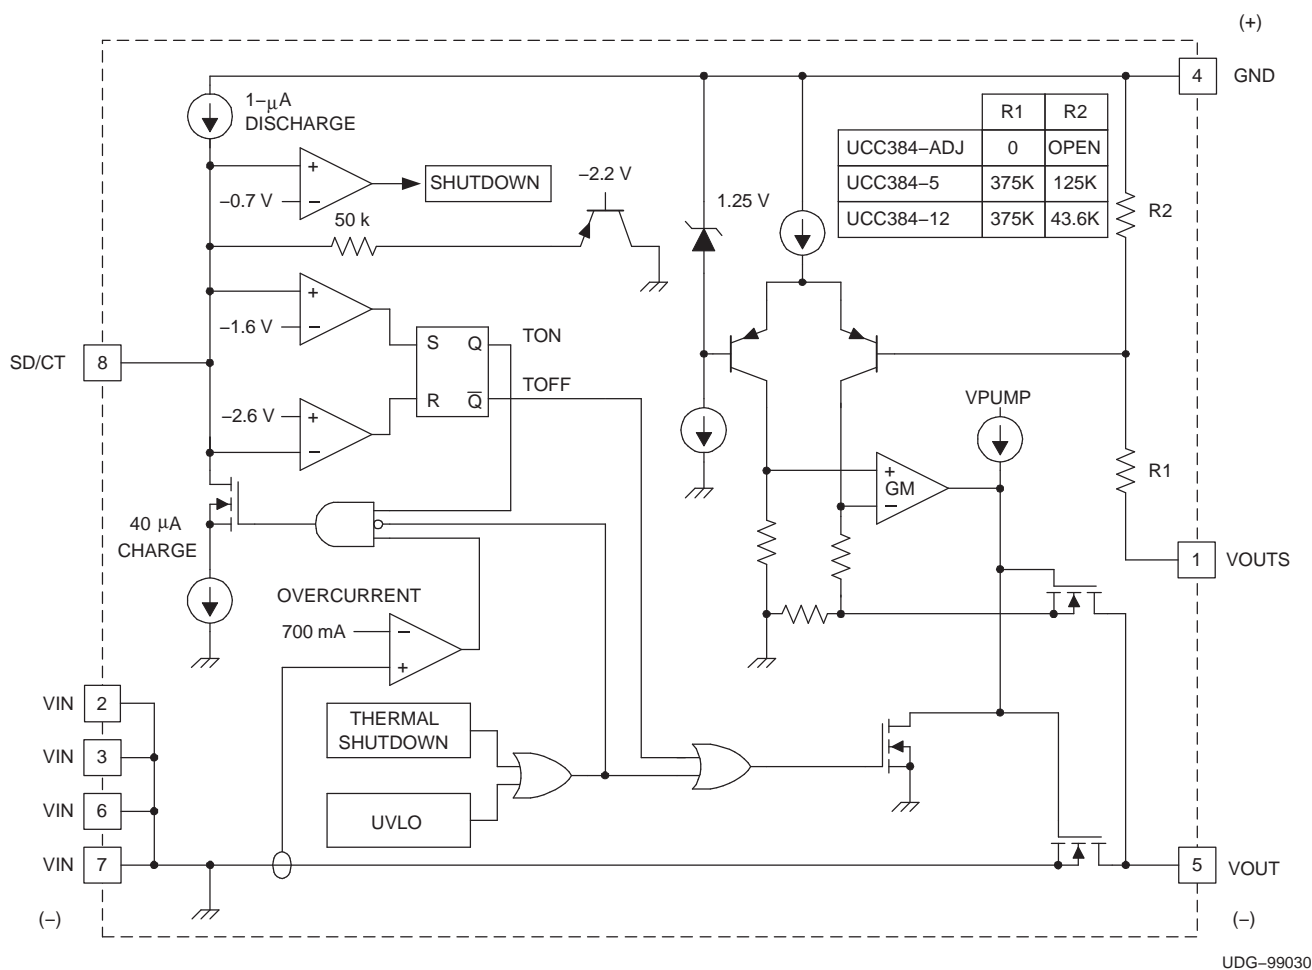 (+)
4 GND
1–μA
DISCHARGE
R1 R2
UCC384–ADJ 0 OPEN
UCC384–5 375K 125K
UCC384–12 375K 43.6K
+
–0.7 V –
SHUTDOWN
–2.2 V
50 k
1.25 V
R2
+
–1.6 V –
S Q TON
SD/CT 8
R Q TOFF
–2.6 V +
–
VPUMP
+
GM
–
R1
40 μA
CHARGE
1 VOUTS
OVERCURRENT
700 mA –
+
VIN 2
THERMAL
SHUTDOWN
VIN 3
VIN 6
UVLO
VIN 7
5 VOUT
(–)
(–)
UDG–99030